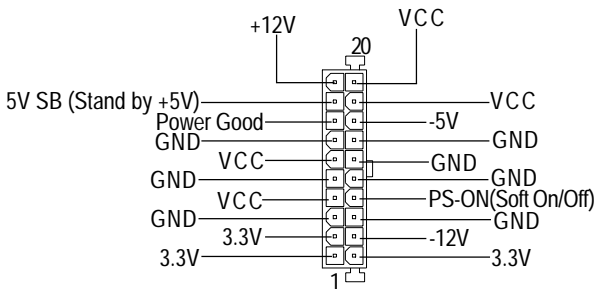 VCC
+12V
20
5V SB (Stand by +5V)
VCC
Power Good
-5V
GND
GND
VCC
GND
GND
GND
VCC
PS-ON(Soft On/Off)
GND
GND
3.3V
-12V
3.3V
3.3V
1